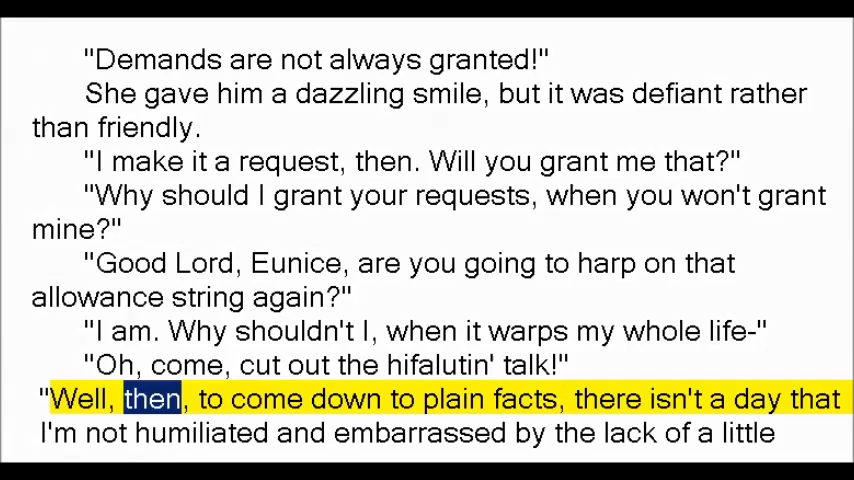 "Demands are not always granted!"
She gave him a dazzling smile, but it was defiant rather
than friendly.
"I make it a request, then. Will you grant me that?"
"Why should I grant your requests, when you won't grant
mine?"
"Good Lord, Eunice, are you going to harp on that
allowance string again?"
"I am. Why shouldn't I, when it warps my whole life-"
"Oh, come, cut out the hifalutin' talk!"
"Well, then, to come down to plain facts, there isn't a day that
I'm not humiliated and embarrassed by the lack of a little